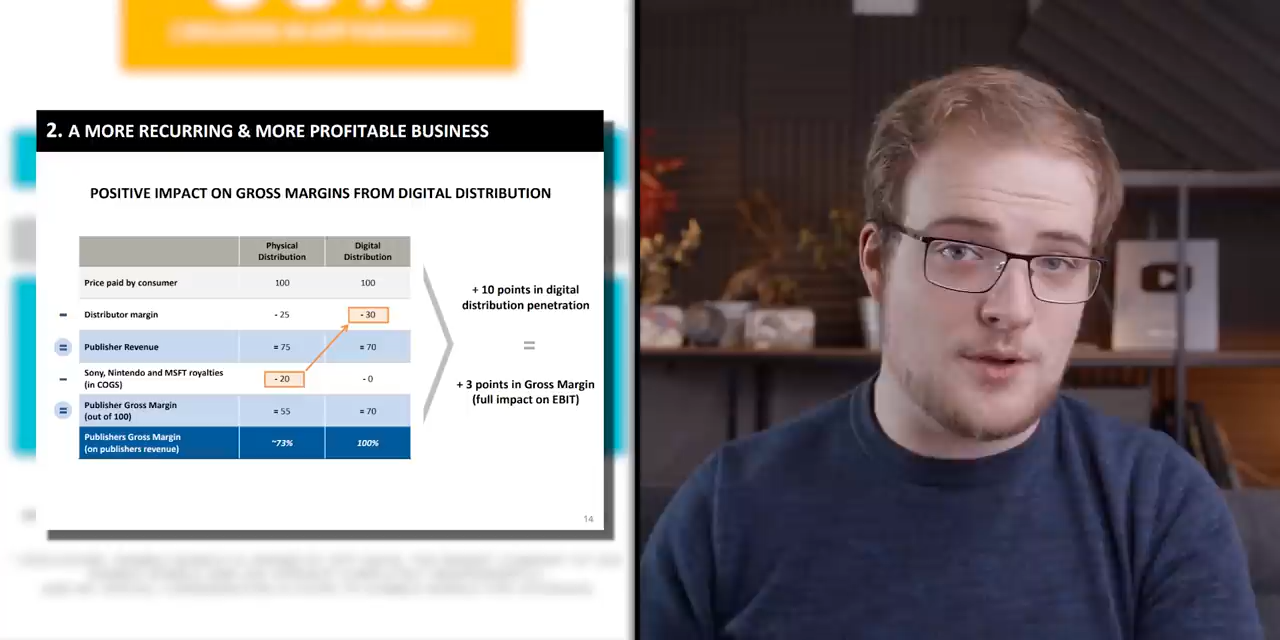 2. A MORE RECURRING & MORE PROFITABLE BUSINESS
POSITIVE IMPACT ON GROSS MARGINS FROM DIGITAL DISTRIBUTION
Physical Distribution Digital Distribution
Price paid by consumer 100 100
- Distributor margin - 25 - 30
= Publisher Revenue = 75 = 70
- Sony, Nintendo and MSFT royalties (in COGS) - 20 - 0
= Publisher Gross Margin (out of 100) = 55 = 70
Publishers Gross Margin (on publishers revenue) ~73% 100%
+ 10 points in digital
distribution penetration
=
+ 3 points in Gross Margin
(full impact on EBIT)
14